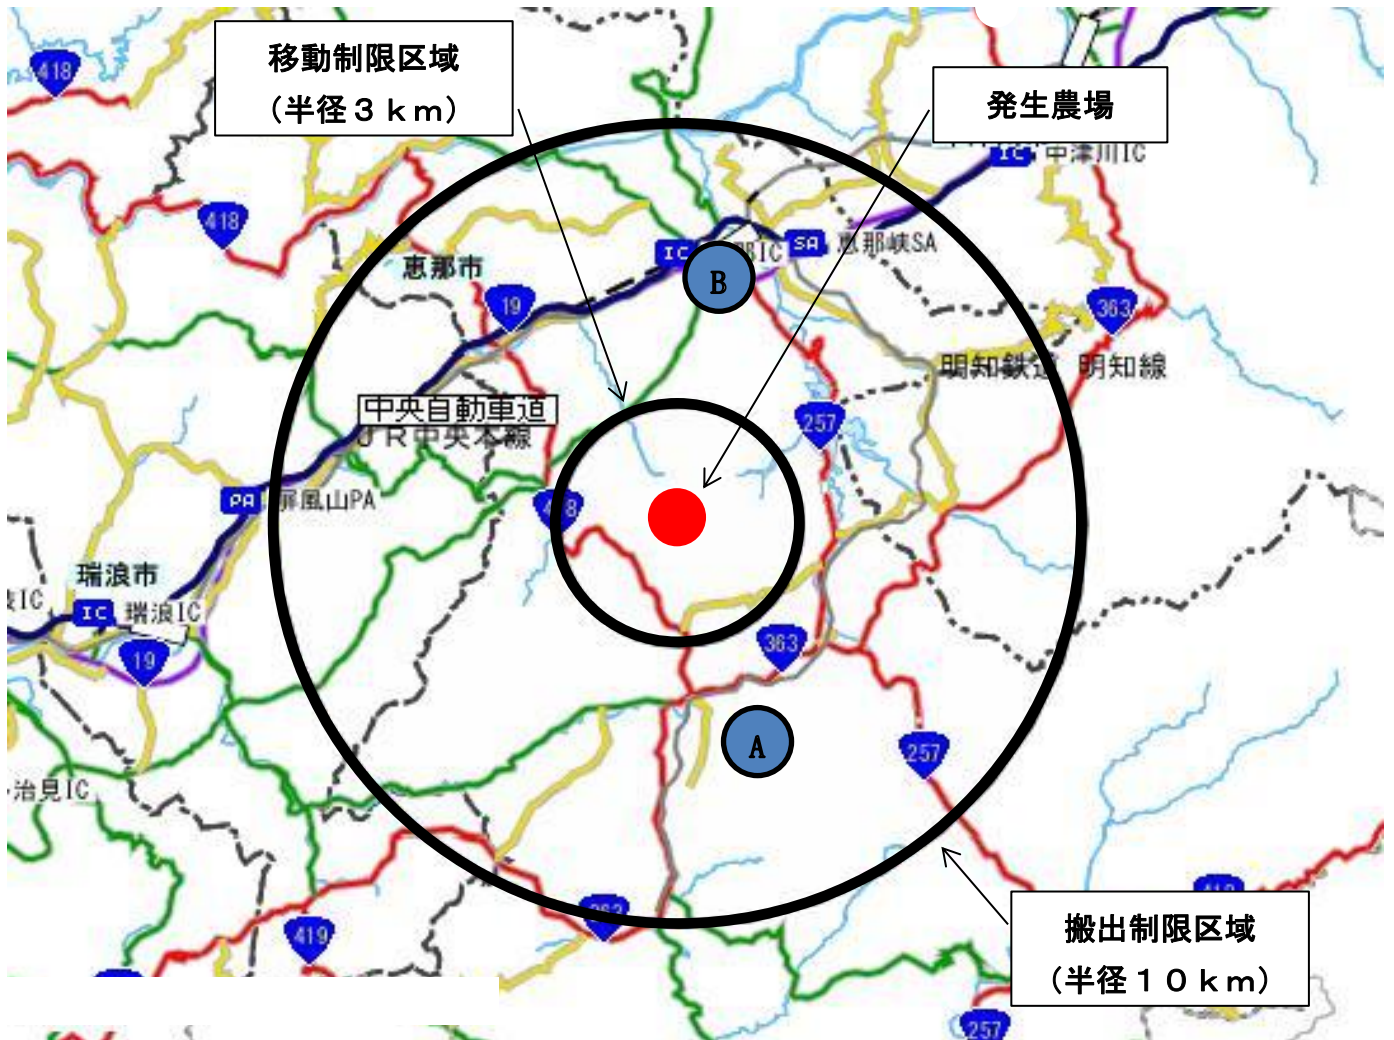 移動制限区域
(半径３ｋｍ)
発生農場
418
IC
中津川IC
418
恵那市
IC
IC
SA
恵那峡SA
B
19
363
明知鉄道 明知線
中央自動車道
ＪＲ中央本線
257
PA
屏風山PA
瑞浪市
IC
IC
瑞浪IC
19
363
A
257
治見IC
419
搬出制限区域
(半径１０ｋｍ)
257